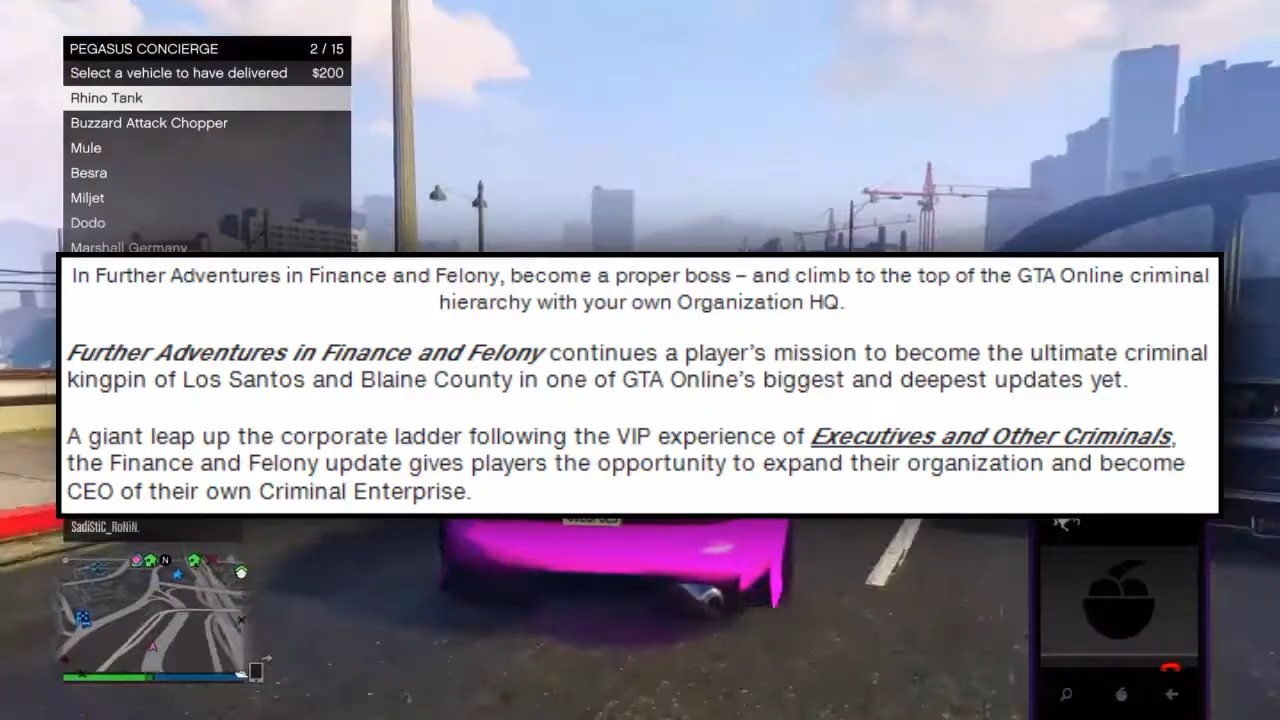 PEGASUS CONCIERGE 2 / 15
Select a vehicle to have delivered $200
Rhino Tank
Buzzard Attack Chopper
Mule
Besra
Miljet
Dodo
Marshall Germany
In Further Adventures in Finance and Felony, become a proper boss – and climb to the top of the GTA Online criminal
hierarchy with your own Organization HQ.
Further Adventures in Finance and Felony continues a player's mission to become the ultimate criminal
kingpin of Los Santos and Blaine County in one of GTA Online's biggest and deepest updates yet.
A giant leap up the corporate ladder following the VIP experience of Executives and Other Criminals,
the Finance and Felony update gives players the opportunity to expand their organization and become
CEO of their own Criminal Enterprise.
SadiStiC_RoNiN.
N